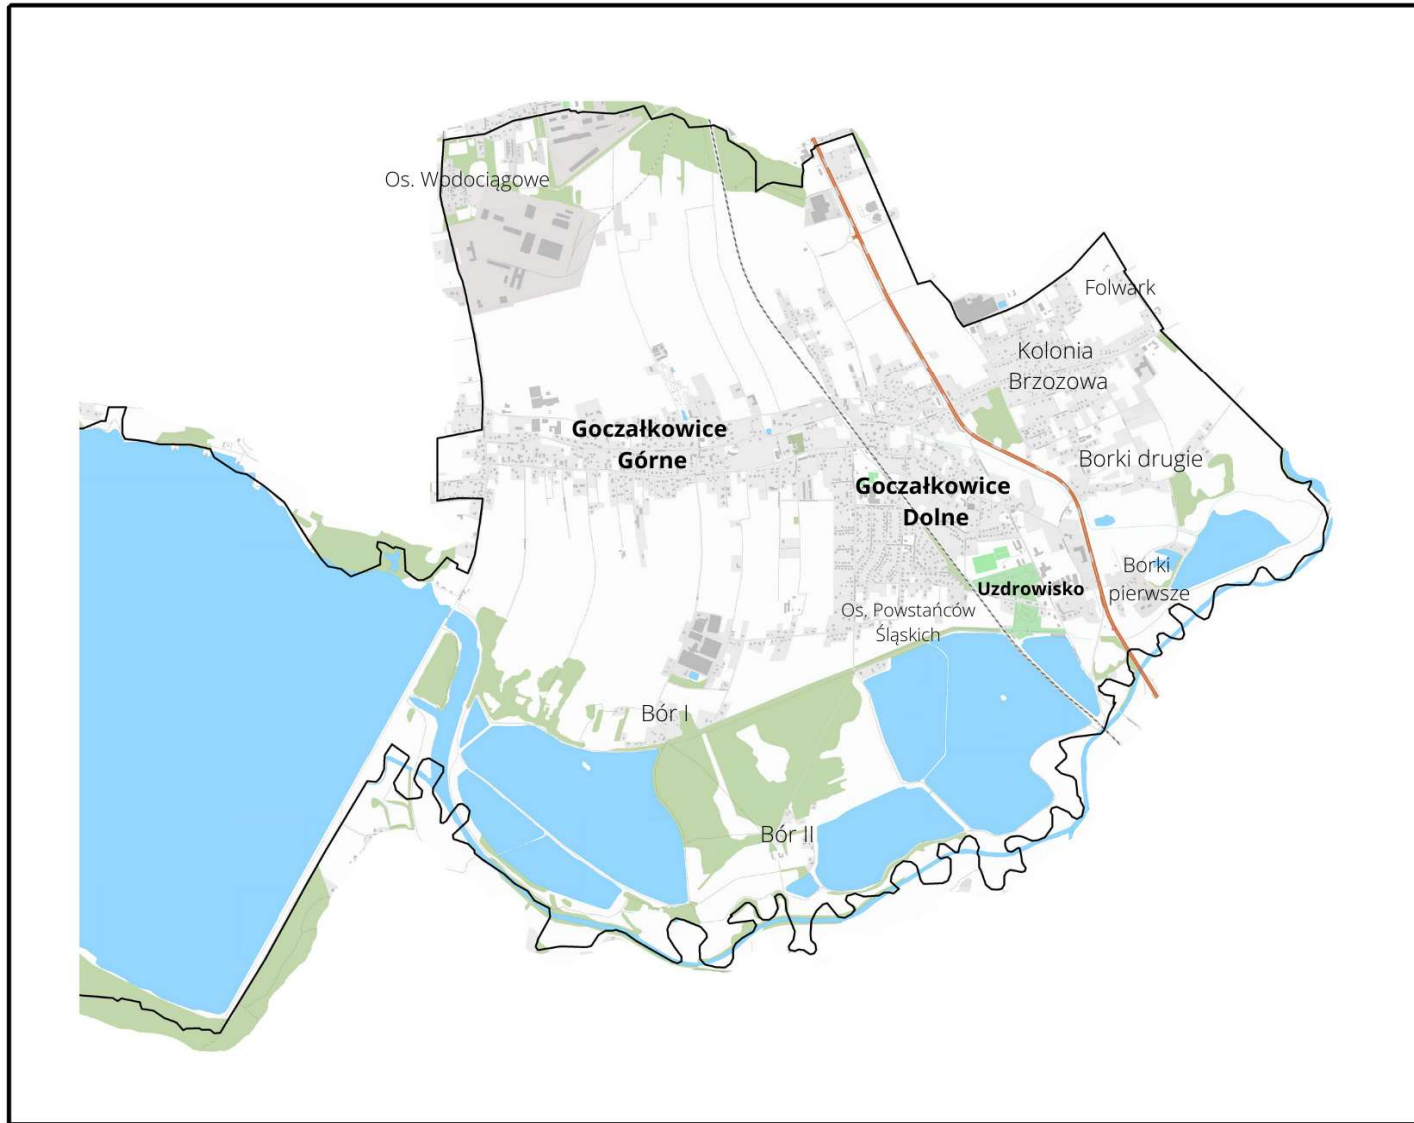 Os. Wodociągowe
Folwark
Kolonia
Brzozowa
Goczałkowice
Górne
Borki drugie
Goczałkowice
Dolne
Borki
pierwsze
Uzdrowisko
Os. Powstańców
Śląskich
Bór I
Bór II